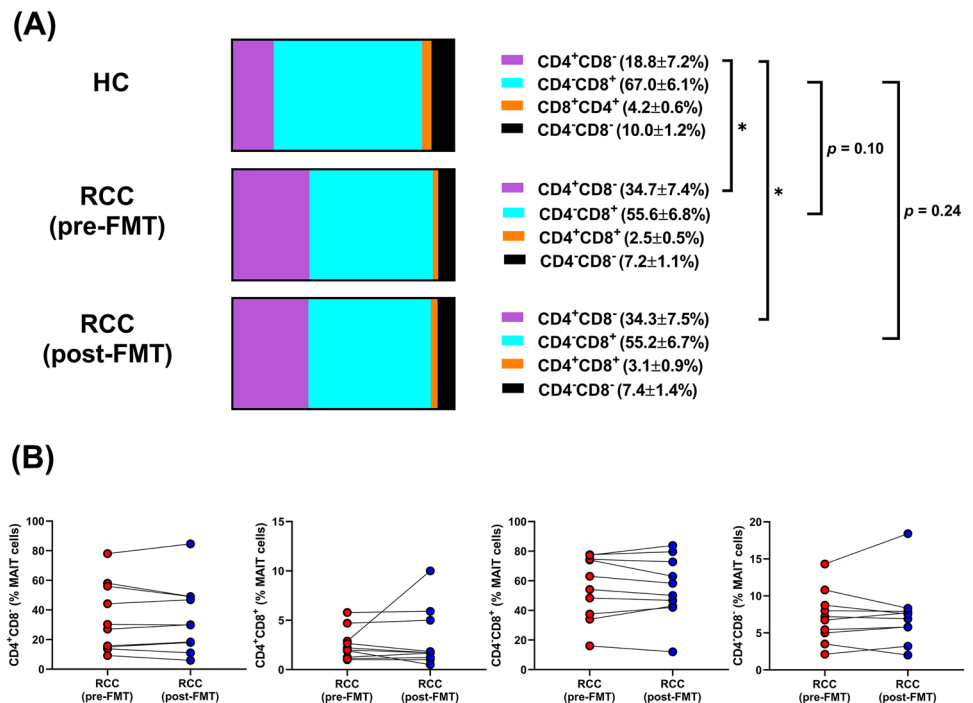 (A)
HC
CD4⁺CD8⁻ (18.8±7.2%)
CD4⁻CD8⁺ (67.0±6.1%)
CD8⁺CD4⁺ (4.2±0.6%)
CD4⁻CD8⁻ (10.0±1.2%)
RCC
(pre-FMT)
CD4⁺CD8⁻ (34.7±7.4%)
CD4⁻CD8⁺ (55.6±6.8%)
CD4⁺CD8⁺ (2.5±0.5%)
CD4⁻CD8⁻ (7.2±1.1%)
RCC
(post-FMT)
CD4⁺CD8⁻ (34.3±7.5%)
CD4⁻CD8⁺ (55.2±6.7%)
CD4⁺CD8⁺ (3.1±0.9%)
CD4⁻CD8⁻ (7.4±1.4%)
*
*
p = 0.10
p = 0.24
(B)
CD4⁺CD8⁻ (% MAIT cells)
100
80
60
40
20
0
RCC
(pre-FMT)
RCC
(post-FMT)
CD4⁺CD8⁺ (% MAIT cells)
15
10
5
0
RCC
(pre-FMT)
RCC
(post-FMT)
CD4⁻CD8⁺ (% MAIT cells)
100
80
60
40
20
0
RCC
(pre-FMT)
RCC
(post-FMT)
CD4⁻CD8⁻ (% MAIT cells)
20
15
10
5
0
RCC
(pre-FMT)
RCC
(post-FMT)